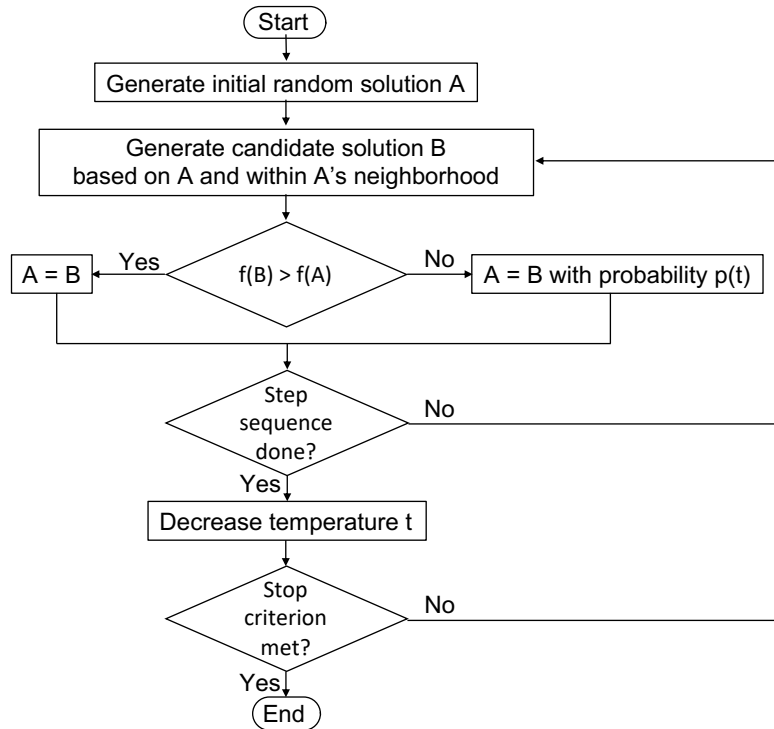 Start
Generate initial random solution A
Generate candidate solution B
based on A and within A’s neighborhood
Yes
f(B) > f(A)
No
A = B
A = B with probability p(t)
Step
sequence
done?
No
Yes
Decrease temperature t
Stop
criterion
met?
No
Yes
End